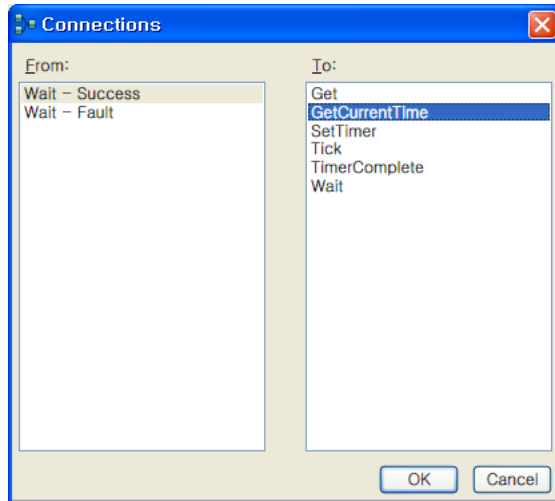 Connections
From:
Wait - Success
Wait - Fault
To:
Get
GetCurrentTime
SetTimer
Tick
TimerComplete
Wait
OK
Cancel